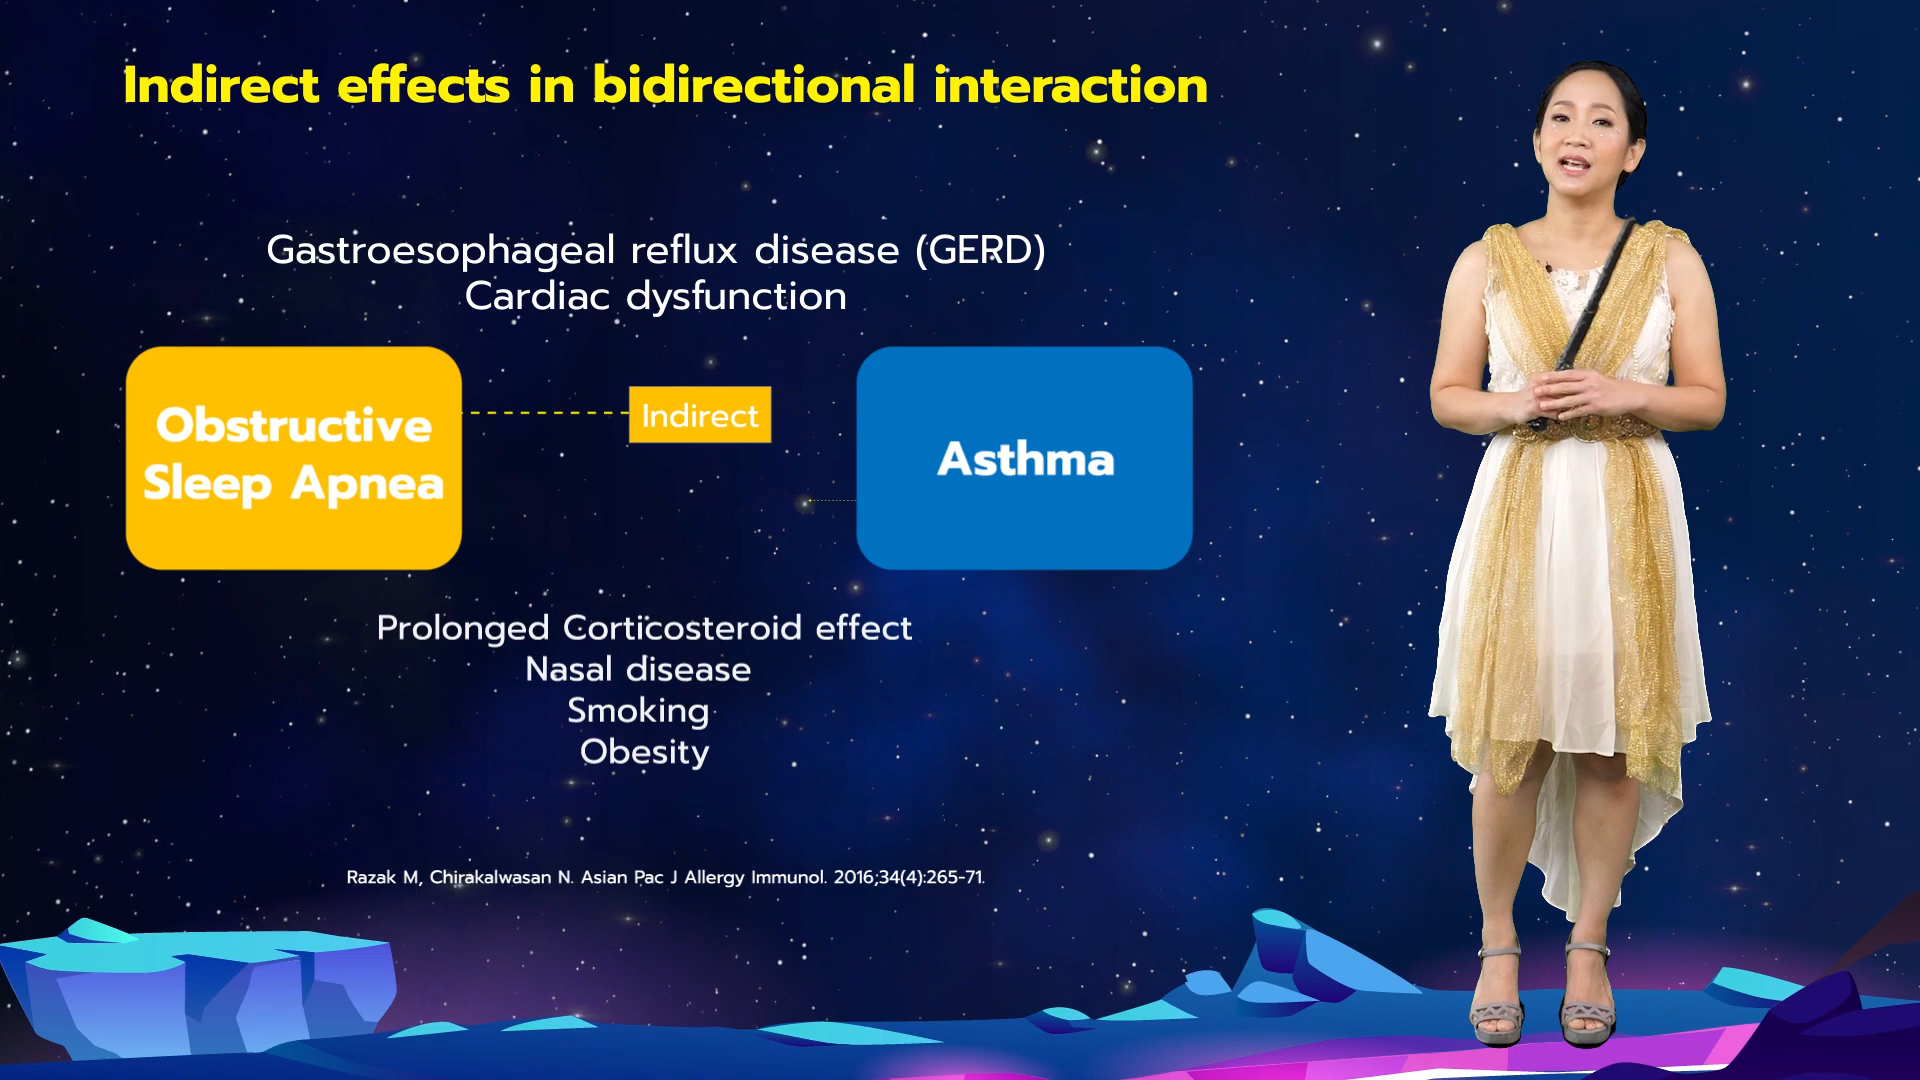 Indirect effects in bidirectional interaction
Gastroesophageal reflux disease (GERD)
Cardiac dysfunction
Obstructive
Sleep Apnea
Indirect
Asthma
Prolonged Corticosteroid effect
Nasal disease
Smoking
Obesity
Razak M, Chirakalwasan N. Asian Pac J Allergy Immunol. 2016;34(4):265-71.